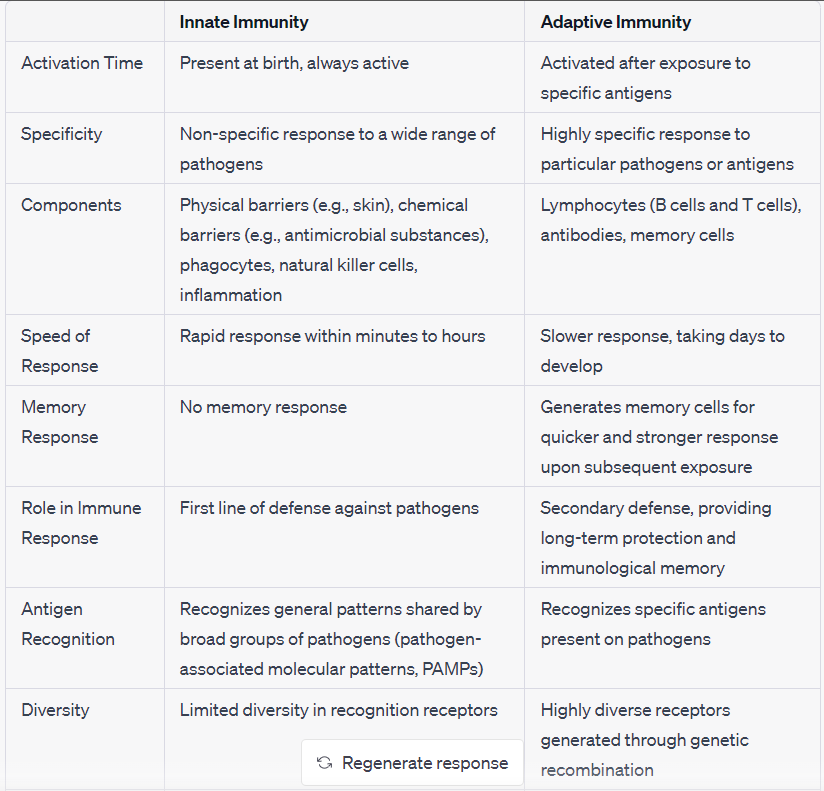 Innate Immunity Adaptive Immunity
Activation Time Present at birth, always active Activated after exposure to
specific antigens
Specificity Non-specific response to a wide range of Highly specific response to
pathogens particular pathogens or antigens
Components Physical barriers (e.g., skin), chemical Lymphocytes (B cells and T cells),
barriers (e.g., antimicrobial substances), antibodies, memory cells
phagocytes, natural killer cells,
inflammation
Speed of Rapid response within minutes to hours Slower response, taking days to
Response develop
Memory No memory response Generates memory cells for
Response quicker and stronger response
upon subsequent exposure
Role in Immune First line of defense against pathogens Secondary defense, providing
Response long-term protection and
immunological memory
Antigen Recognizes general patterns shared by Recognizes specific antigens
Recognition broad groups of pathogens (pathogen- present on pathogens
associated molecular patterns, PAMPs)
Diversity Limited diversity in recognition receptors Highly diverse receptors
generated through genetic
Regenerate response recombination